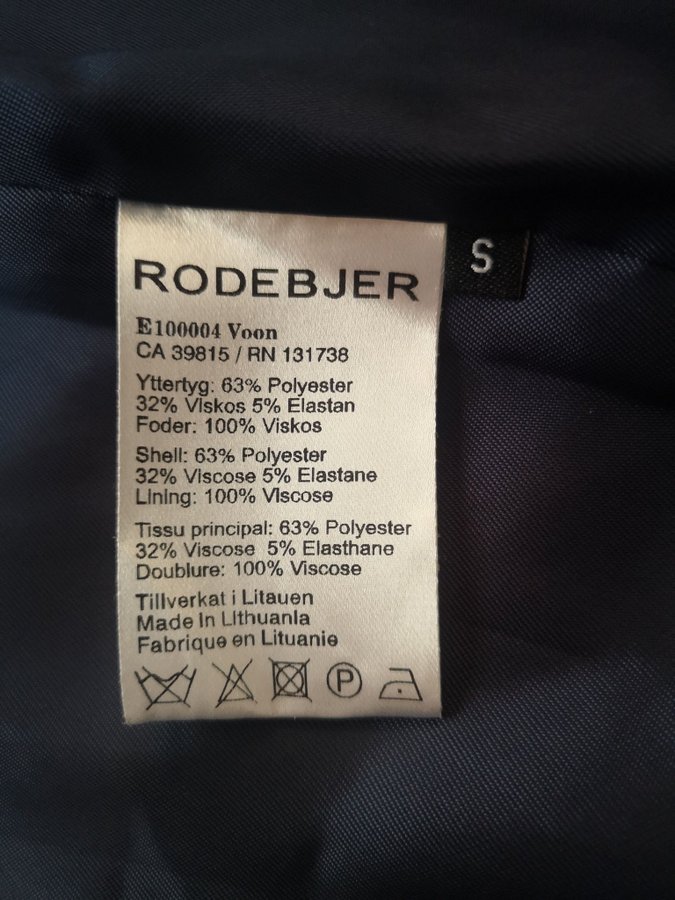 RODEBJER
S
E100004 Voon
CA 39815 / RN 131738
Yttertyg: 63% Polyester
32% Viskos 5% Elastan
Foder: 100% Viskos
Shell: 63% Polyester
32% Viscose 5% Elastane
Lining: 100% Viscose
Tissu principal: 63% Polyester
32% Viscose 5% Elasthane
Doublure: 100% Viscose
Tillverkat i Litauen
Made in Lithuania
Fabrique en Lituanie
P